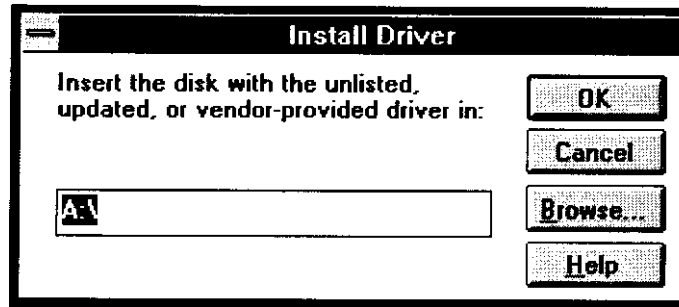 Install Driver
Insert the disk with the unlisted,
updated, or vendor-provided driver in:
A:\
OK
Cancel
Browse...
Help